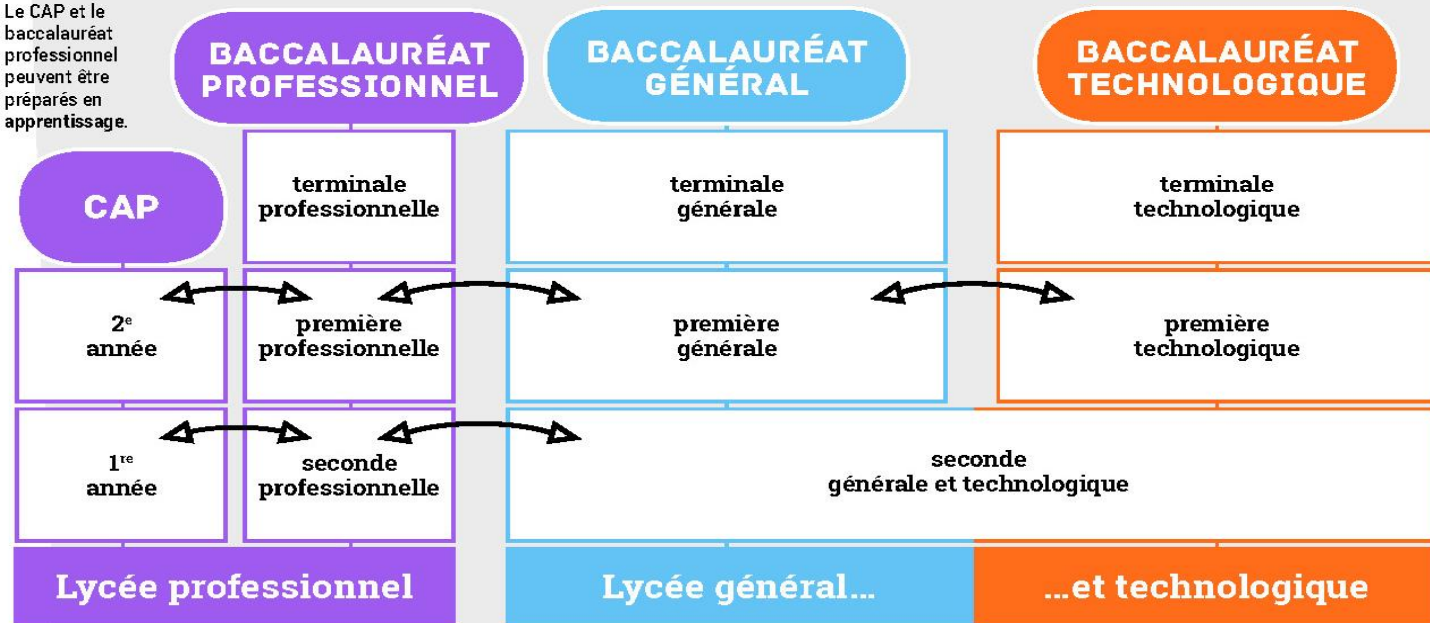 Le CAP et le
baccalauréat
professionnel
peuvent être
préparés en
apprentissage.
BACCALAURÉAT
PROFESSIONNEL
BACCALAURÉAT
GÉNÉRAL
BACCALAURÉAT
TECHNOLOGIQUE
CAP
terminale
professionnelle
terminale
générale
terminale
technologique
2e
année
première
professionnelle
première
générale
première
technologique
1re
année
seconde
professionnelle
seconde
générale et technologique
Lycée professionnel
Lycée général...
...et technologique